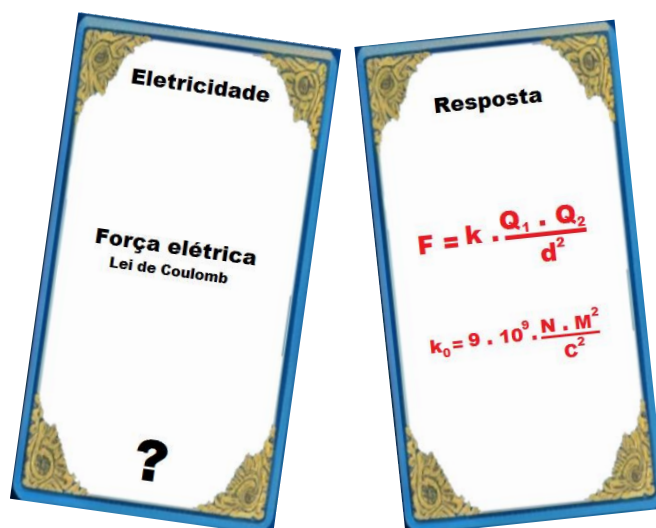 Eletricidade
Força elétrica
Lei de Coulomb
?
Resposta
F = k . Q₁ . Q₂ / d²
k₀ = 9 . 10⁹ . N . M² / C²